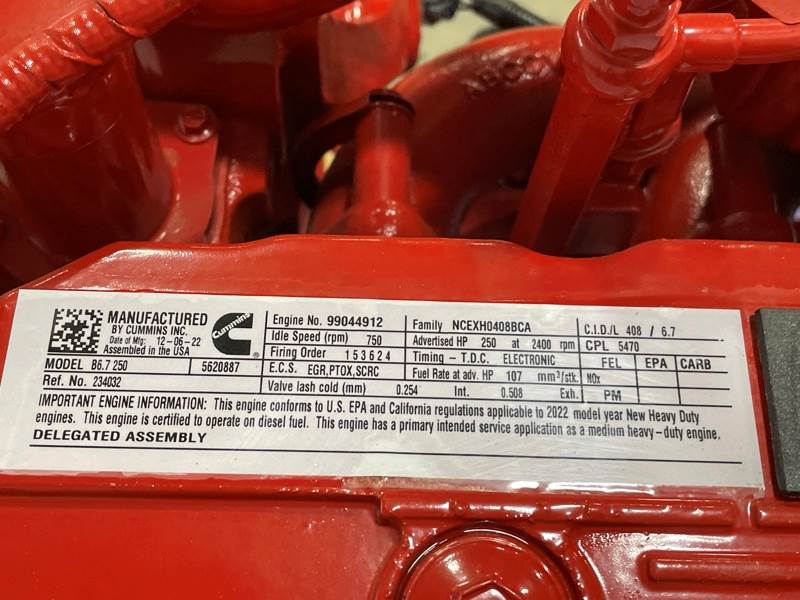 MANUFACTURED
BY CUMMINS INC.
Date of Mfg: 12-06-22
Assembled in the USA
Cummins
MODEL B6.7 250 5620887
Ref. No. 234032
Engine No. 99044912
Idle Speed (rpm) 750
Firing Order 153624
E.C.S. EGR,PTOX,SCRC
Valve lash cold (mm) 0.254 Int. 0.508 Exh.
Family NCEXH0408BCA
Advertised HP 250 at 2400 rpm
Timing - T.D.C. ELECTRONIC
Fuel Rate at adv. HP 107 mm³/stk.
C.I.D./L 408 / 6.7
CPL 5470
FEL EPA CARB
NOx
PM
IMPORTANT ENGINE INFORMATION: This engine conforms to U.S. EPA and California regulations applicable to 2022 model year New Heavy Duty
engines. This engine is certified to operate on diesel fuel. This engine has a primary intended service application as a medium heavy-duty engine.
DELEGATED ASSEMBLY